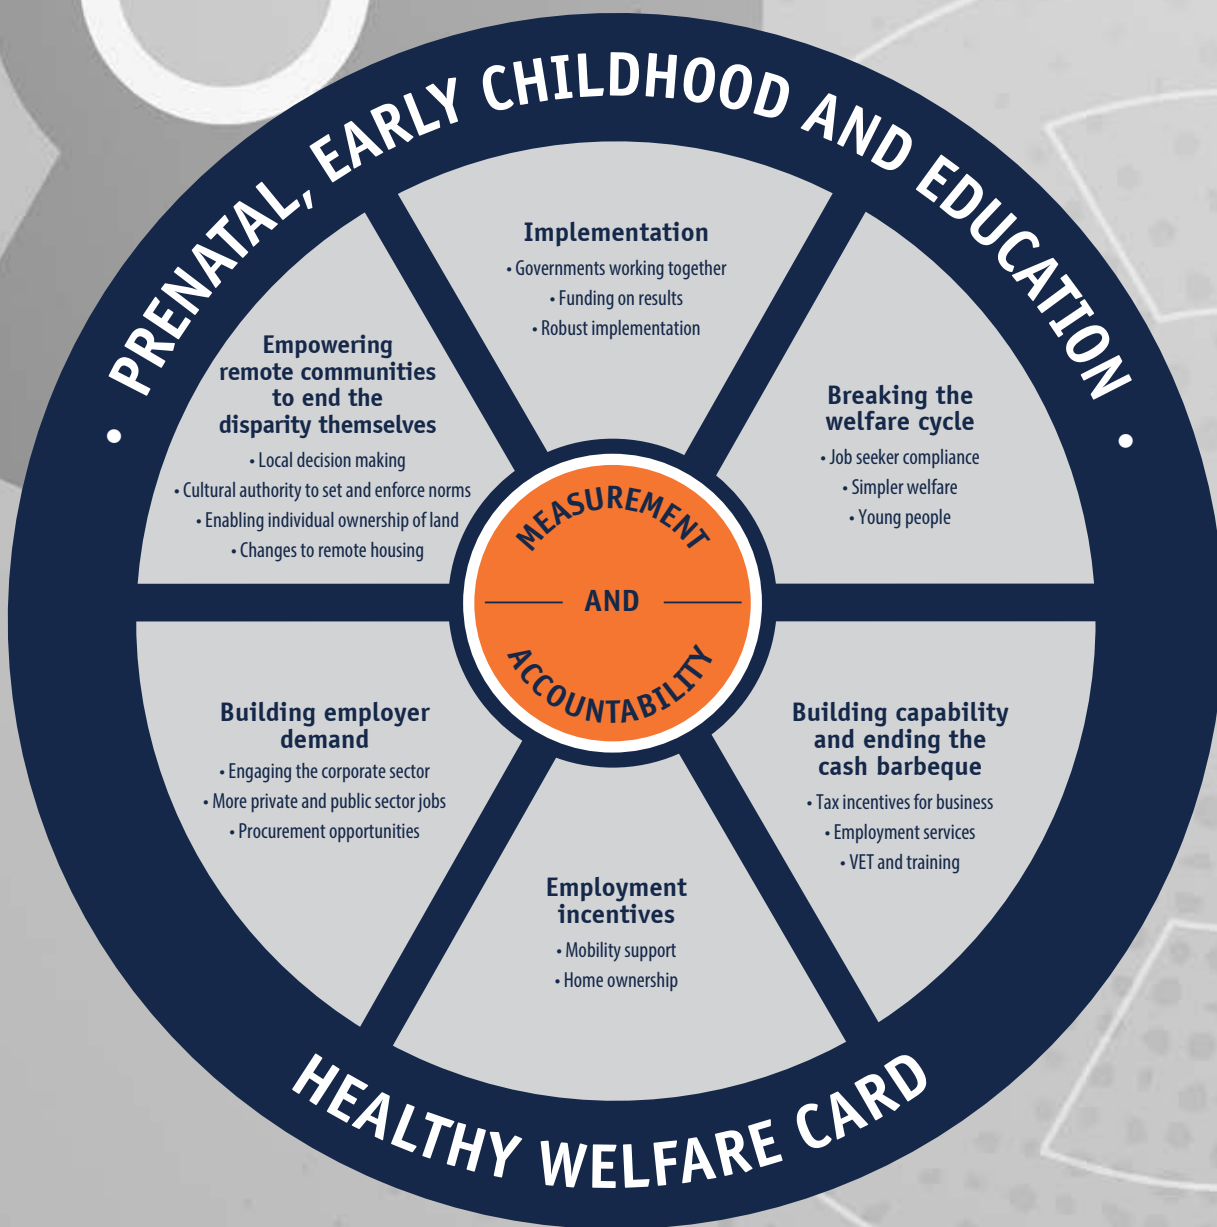 PRENATAL, EARLY CHILDHOOD AND EDUCATION
Implementation
• Governments working together
• Funding on results
• Robust implementation
Breaking the
welfare cycle
• Job seeker compliance
• Simpler welfare
• Young people
Building capability
and ending the
cash barbeque
• Tax incentives for business
• Employment services
• VET and training
Employment
incentives
• Mobility support
• Home ownership
Building employer
demand
• Engaging the corporate sector
• More private and public sector jobs
• Procurement opportunities
Empowering
remote communities
to end the
disparity themselves
• Local decision making
• Cultural authority to set and enforce norms
• Enabling individual ownership of land
• Changes to remote housing
MEASUREMENT
AND
ACCOUNTABILITY
HEALTHY WELFARE CARD